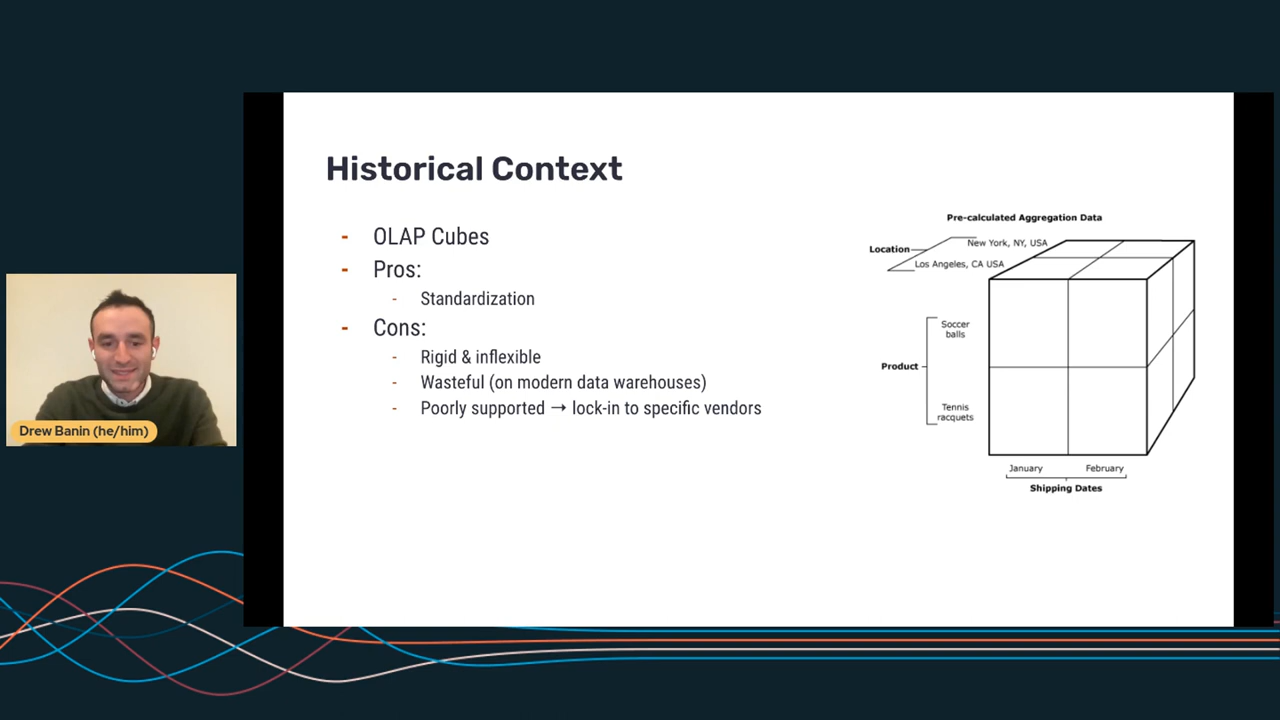 Historical Context
- OLAP Cubes
- Pros:
- Standardization
- Cons:
- Rigid & inflexible
- Wasteful (on modern data warehouses)
- Poorly supported → lock-in to specific vendors
Pre-calculated Aggregation Data
Location
New York, NY, USA
Los Angeles, CA USA
Product
Soccer
balls
Tennis
racquets
January
February
Shipping Dates
Drew Banin (he/him)